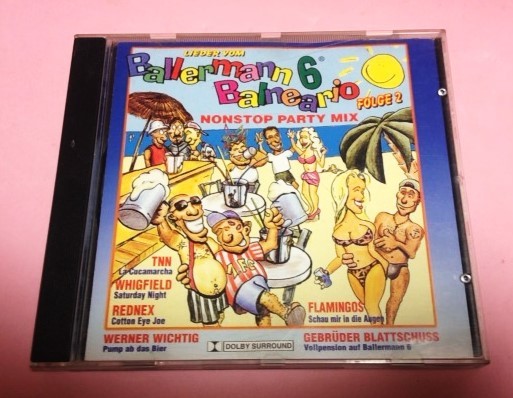 LIEDER VOM
Ballermann 6®
Balneario
FOLGE 2
NONSTOP PARTY MIX
TNN
La Cucamarcha
WHIGFIELD
Saturday Night
REDNEX
Cotton Eye Joe
FLAMINGOS
Schau mir in die Augen
WERNER WICHTIG
Pump ab das Bier
DOLBY SURROUND
GEBRÜDER BLATTSCHUSS
Vollpension auf Ballermann 6